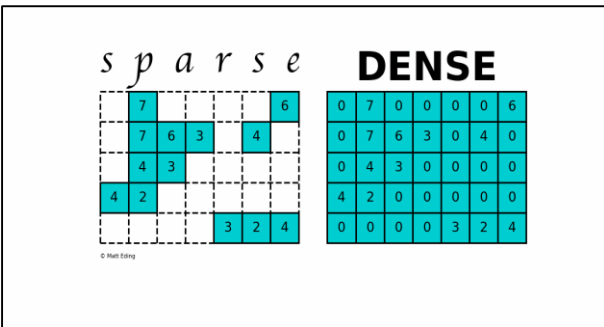 sparse DENSE
7 6 0 7 0 0 0 0 6
7 6 3 4 0 7 6 3 0 4 0
4 3 0 4 3 0 0 0 0
4 2 4 2 0 0 0 0 0
3 2 4 0 0 0 0 3 2 4
© Matt Eding